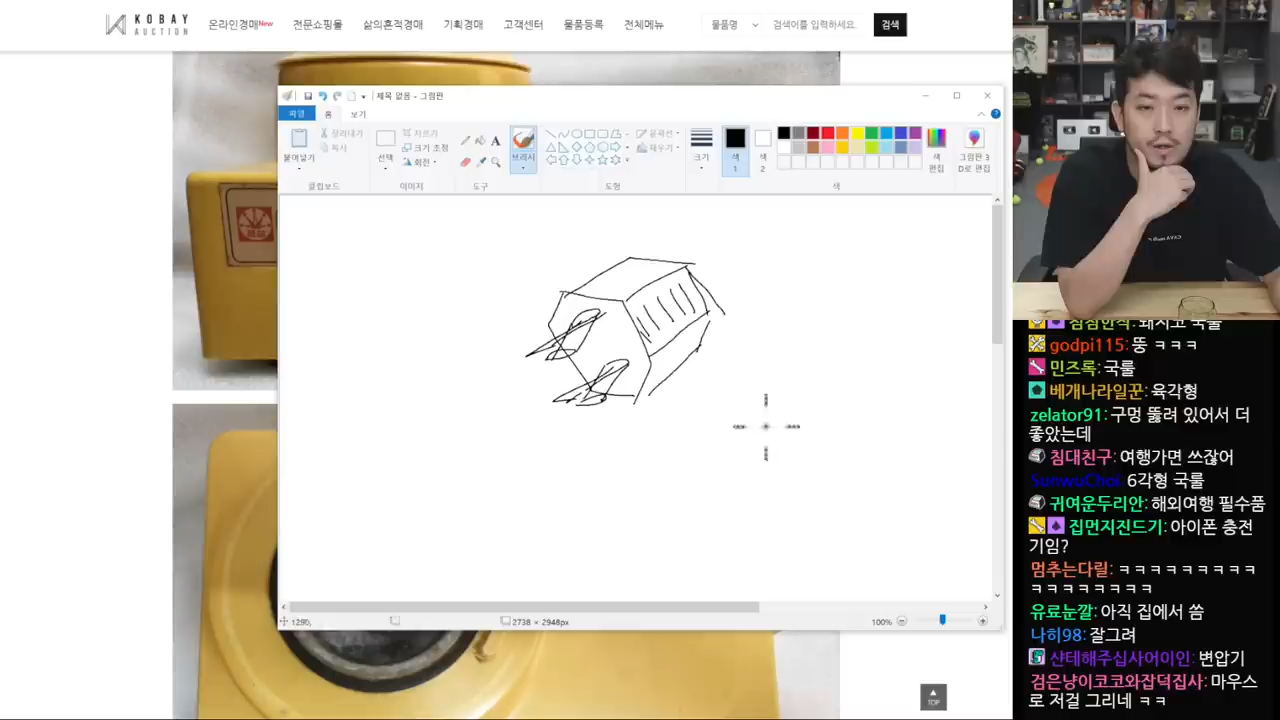 KOBAY
AUCTION
온라인경매New
전문쇼핑몰
삶의흔적경매
기획경매
고객센터
물품등록
전체메뉴
물품명
검색어를 입력하세요.
검색
제목 없음 - 그림판
파일
홈
보기
붙여넣기
잘라내기
복사
클립보드
선택
자르기
크기 조정
회전
이미지
A
도구
브러시
윤곽선
채우기
도형
크기
색
1
색
2
색
편집
그림판 3
D로 편집
색
2738 × 2948px
100%
TOP
godpi115: 뚱 ㅋㅋㅋ
민즈록: 국룰
베개나라일꾼: 육각형
zelator91: 구멍 뚫려 있어서 더
좋았는데
침대친구: 여행가면 쓰잖어
SunwuChoi: 6각형 국룰
귀여운두리안: 해외여행 필수품
집먼지진드기: 아이폰 충전
기임?
멈추는다릴: ㅋㅋㅋㅋㅋㅋㅋㅋㅋ
ㅋㅋㅋㅋㅋㅋㅋㅋ
유료눈깔: 아직 집에서 씀
나히98: 잘그려
샨테해주십사어이인: 변압기
검은냥이코코와잡덕집사: 마우스
로 저걸 그리네 ㅋㅋ